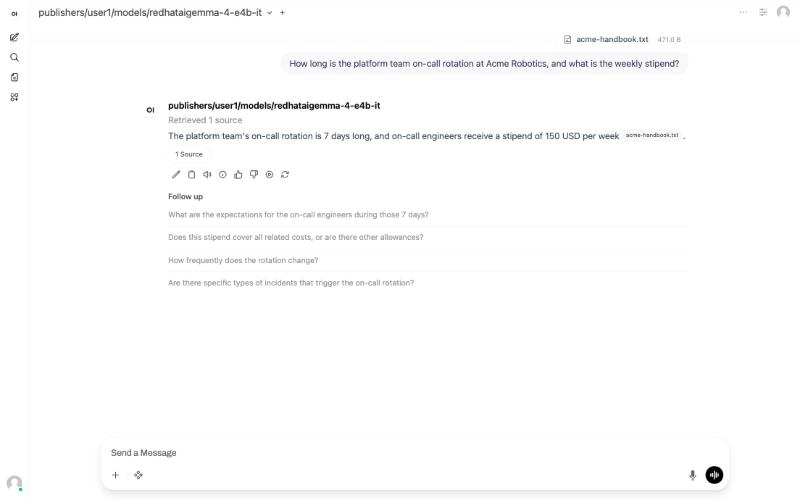 OI
publishers/user1/models/redhataigemma-4-e4b-it
acme-handbook.txt 471.0 B
How long is the platform team on-call rotation at Acme Robotics, and what is the weekly stipend?
OI
publishers/user1/models/redhataigemma-4-e4b-it
Retrieved 1 source
The platform team's on-call rotation is 7 days long, and on-call engineers receive a stipend of 150 USD per week acme-handbook.txt .
1 Source
Follow up
What are the expectations for the on-call engineers during those 7 days?
Does this stipend cover all related costs, or are there other allowances?
How frequently does the rotation change?
Are there specific types of incidents that trigger the on-call rotation?
Send a Message